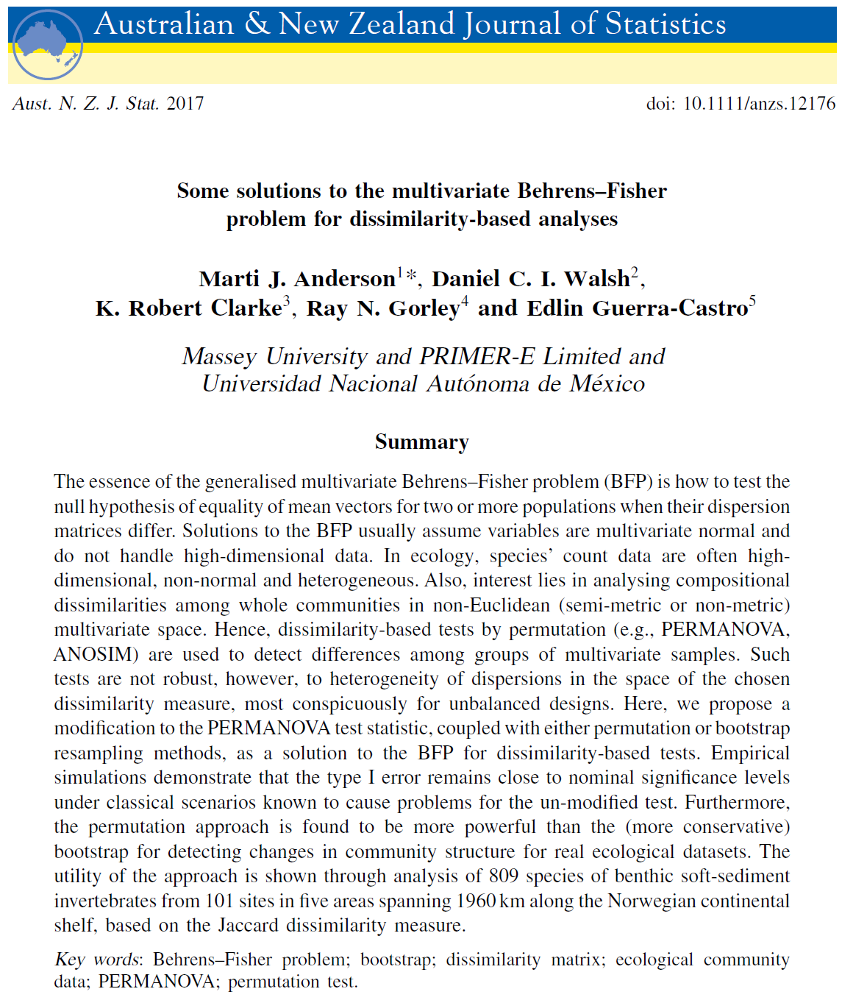 Australian & New Zealand Journal of Statistics
Aust. N. Z. J. Stat. 2017 doi: 10.1111/anzs.12176
Some solutions to the multivariate Behrens–Fisher
problem for dissimilarity-based analyses
Marti J. Anderson1*, Daniel C. I. Walsh2,
K. Robert Clarke3, Ray N. Gorley4 and Edlin Guerra-Castro5
Massey University and PRIMER-E Limited and
Universidad Nacional Autónoma de México
Summary
The essence of the generalised multivariate Behrens–Fisher problem (BFP) is how to test the
null hypothesis of equality of mean vectors for two or more populations when their dispersion
matrices differ. Solutions to the BFP usually assume variables are multivariate normal and
do not handle high-dimensional data. In ecology, species' count data are often high-
dimensional, non-normal and heterogeneous. Also, interest lies in analysing compositional
dissimilarities among whole communities in non-Euclidean (semi-metric or non-metric)
multivariate space. Hence, dissimilarity-based tests by permutation (e.g., PERMANOVA,
ANOSIM) are used to detect differences among groups of multivariate samples. Such
tests are not robust, however, to heterogeneity of dispersions in the space of the chosen
dissimilarity measure, most conspicuously for unbalanced designs. Here, we propose a
modification to the PERMANOVA test statistic, coupled with either permutation or bootstrap
resampling methods, as a solution to the BFP for dissimilarity-based tests. Empirical
simulations demonstrate that the type I error remains close to nominal significance levels
under classical scenarios known to cause problems for the un-modified test. Furthermore,
the permutation approach is found to be more powerful than the (more conservative)
bootstrap for detecting changes in community structure for real ecological datasets. The
utility of the approach is shown through analysis of 809 species of benthic soft-sediment
invertebrates from 101 sites in five areas spanning 1960 km along the Norwegian continental
shelf, based on the Jaccard dissimilarity measure.
Key words: Behrens–Fisher problem; bootstrap; dissimilarity matrix; ecological community
data; PERMANOVA; permutation test.